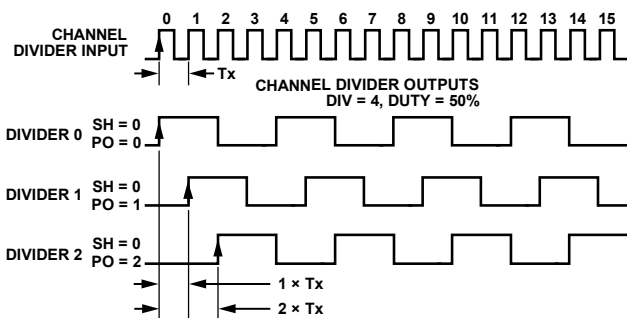 0 1 2 3 4 5 6 7 8 9 10 11 12 13 14 15
CHANNEL
DIVIDER INPUT
Tx
CHANNEL DIVIDER OUTPUTS
DIV = 4, DUTY = 50%
DIVIDER 0 SH = 0
PO = 0
DIVIDER 1 SH = 0
PO = 1
DIVIDER 2 SH = 0
PO = 2
1 × Tx
2 × Tx